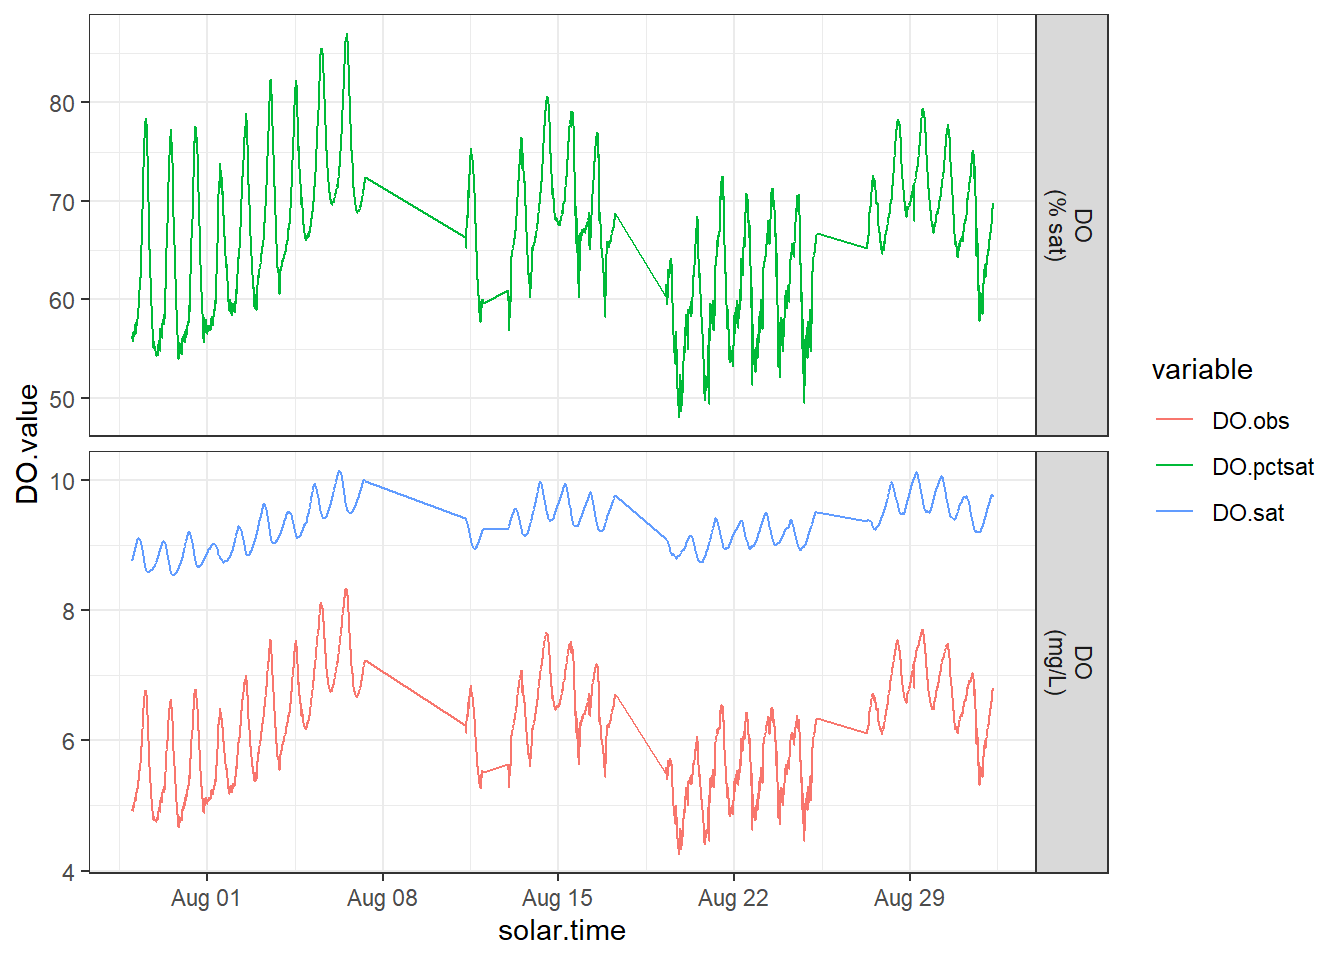 DO.value
80
70
60
50
DO
(% sat)
10
8
6
4
DO
(mg/L)
Aug 01
Aug 08
Aug 15
Aug 22
Aug 29
solar.time
variable
DO.obs
DO.pctsat
DO.sat